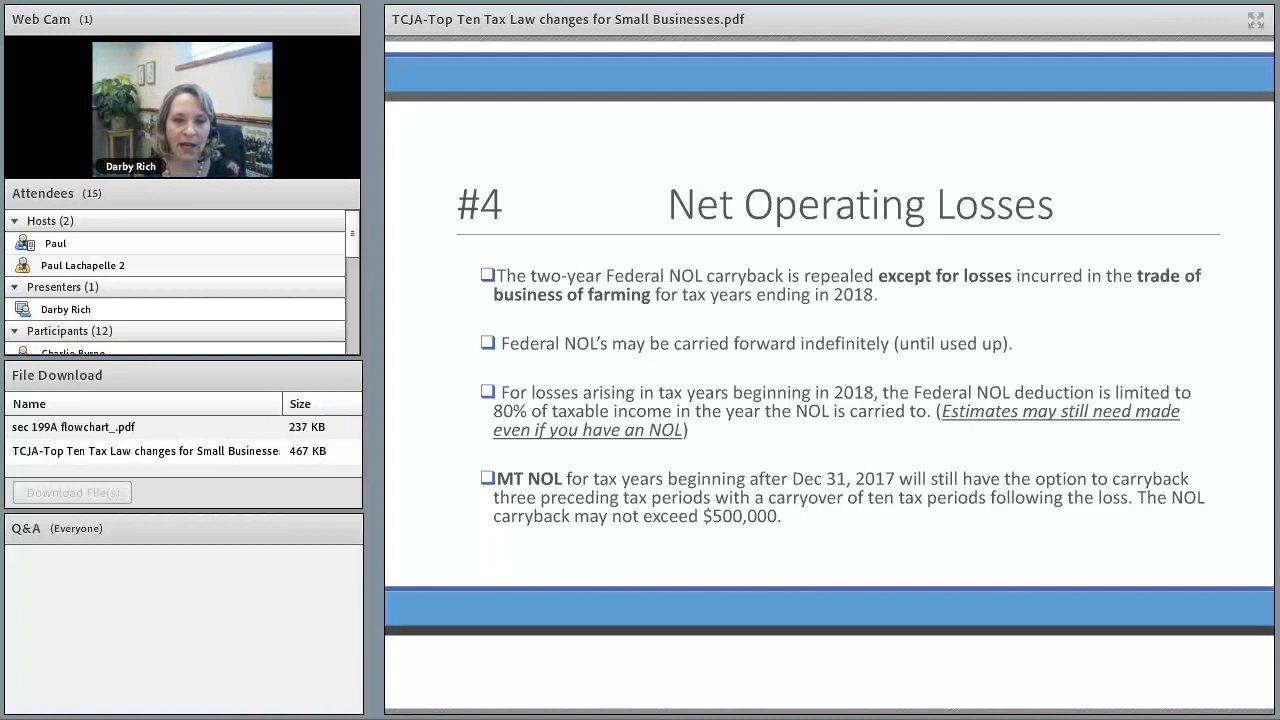 Web Cam (1)
Darby Rich
Attendees (15)
Hosts (2)
Paul
Paul Lachapelle 2
Presenters (1)
Darby Rich
Participants (12)
Charlie Byrne
File Download
Name Size
sec 199A flowchart_.pdf 237 KB
TCJA-Top Ten Tax Law changes for Small Businesse: 467 KB
Download File(s)
Q&A (Everyone)
TCJA-Top Ten Tax Law changes for Small Businesses.pdf
#4 Net Operating Losses
The two-year Federal NOL carryback is repealed except for losses incurred in the trade of
business of farming for tax years ending in 2018.
Federal NOL’s may be carried forward indefinitely (until used up).
For losses arising in tax years beginning in 2018, the Federal NOL deduction is limited to
80% of taxable income in the year the NOL is carried to. (Estimates may still need made
even if you have an NOL)
MT NOL for tax years beginning after Dec 31, 2017 will still have the option to carryback
three preceding tax periods with a carryover of ten tax periods following the loss. The NOL
carryback may not exceed $500,000.